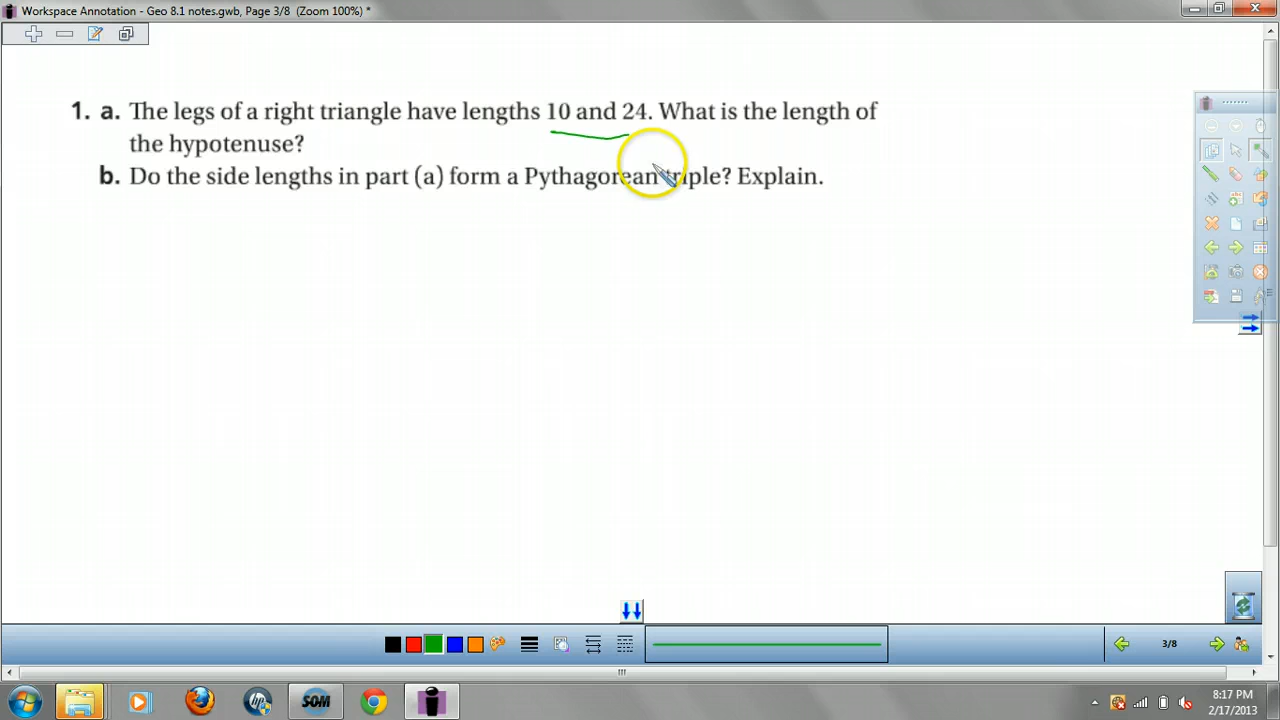 Workspace Annotation - Geo 8.1 notes.gwb, Page 3/8 (Zoom 100%) *
1. a. The legs of a right triangle have lengths 10 and 24. What is the length of
the hypotenuse?
b. Do the side lengths in part (a) form a Pythagorean triple? Explain.
3/8
hp
SOM
8:17 PM
2/17/2013